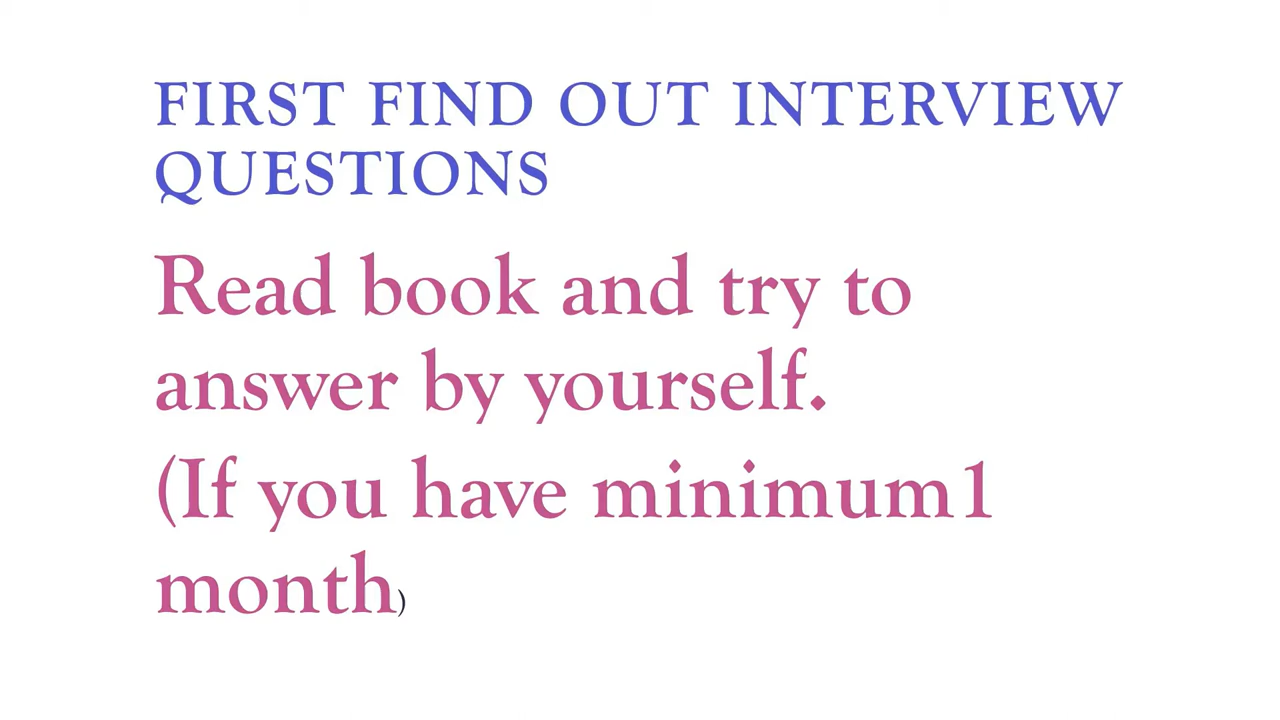 FIRST FIND OUT INTERVIEW
QUESTIONS
Read book and try to
answer by yourself.
(If you have minimum1
month)